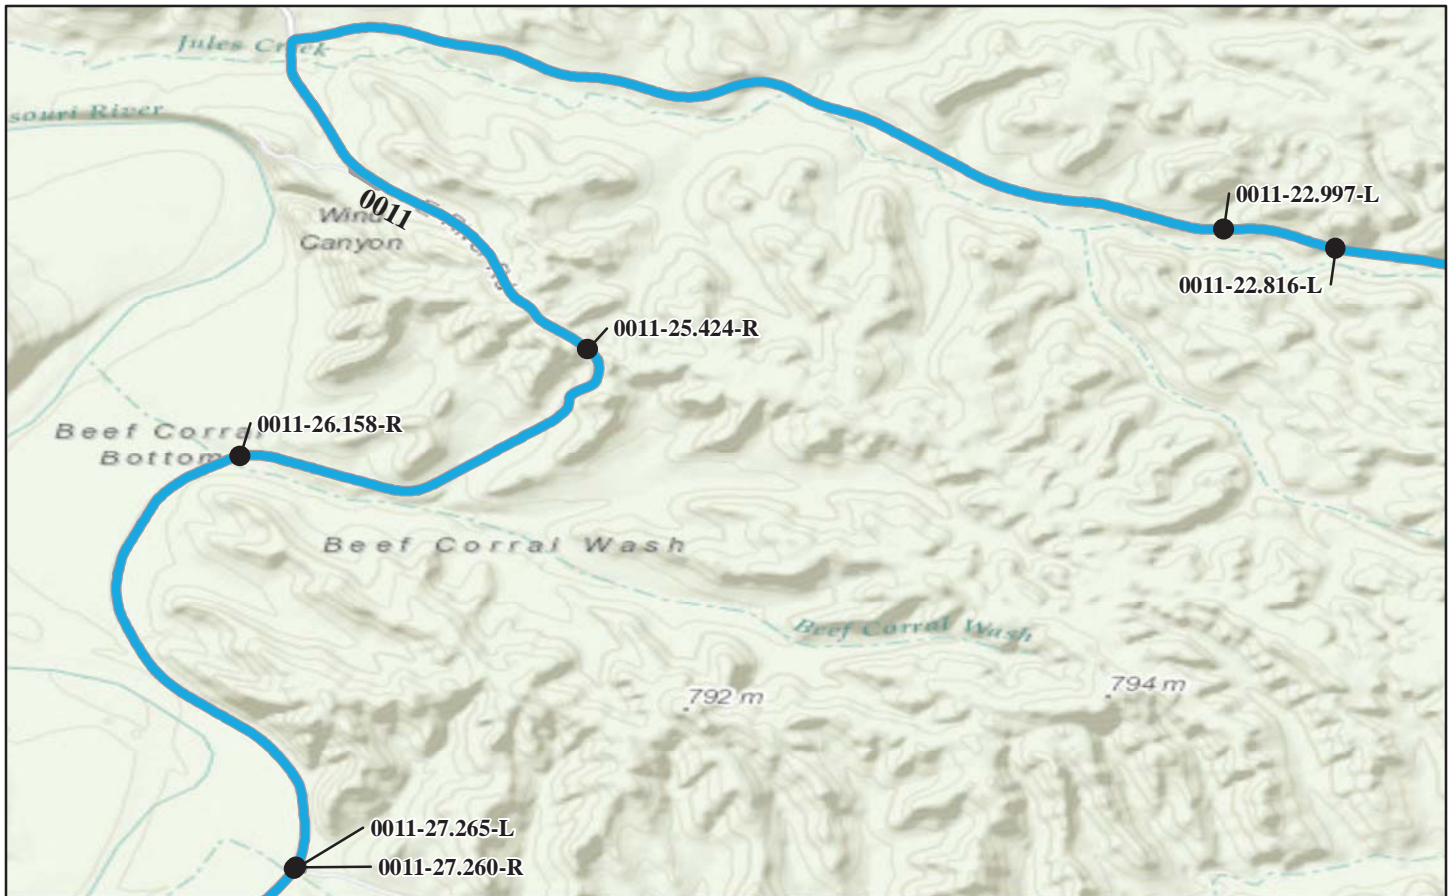 Jules Creek
souri River
0011-22.997-L
0011
Wind
Canyon
0011-22.816-L
0011-25.424-R
0011-26.158-R
Beef Corral
Bottom
Beef Corral Wash
Beef Corral Wash
794 m
792 m
0011-27.265-L
0011-27.260-R